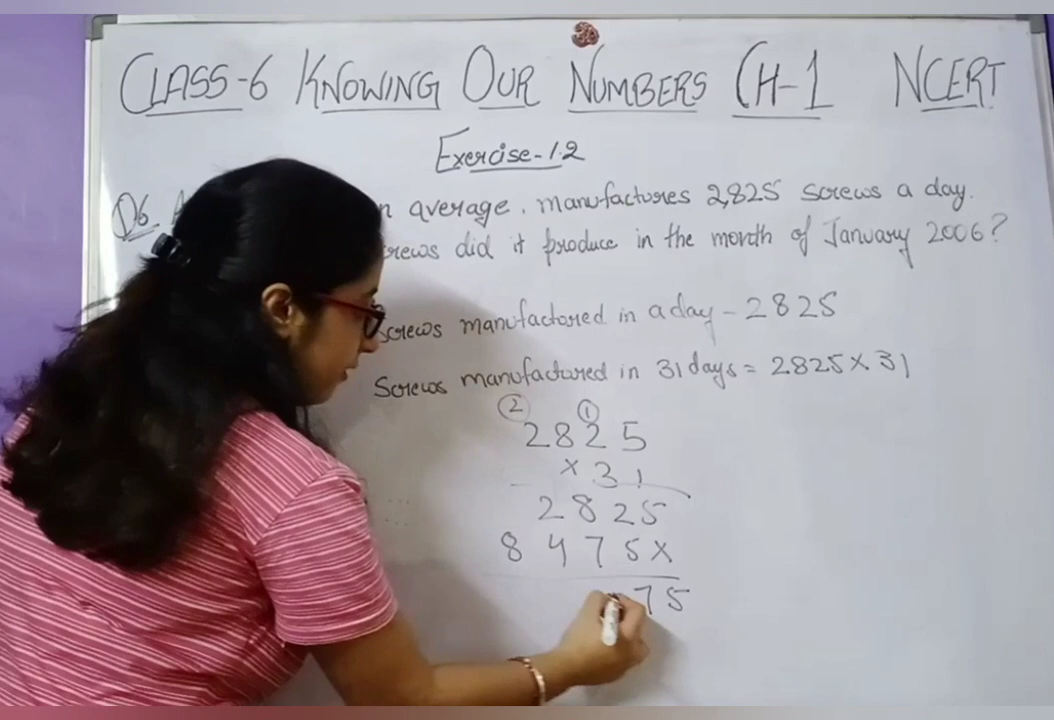 CLASS-6 KNOWING OUR NUMBERS CH-1 NCERT
Exercise-1.2
Q6. A n average, manufactures 2,825 screws a day.
rews did it produce in the month of January 2006?
Screws manufactored in a day - 2825
Screws manufactured in 31 days = 2825 × 31
2 1
2825
× 31
2825
8475×
75